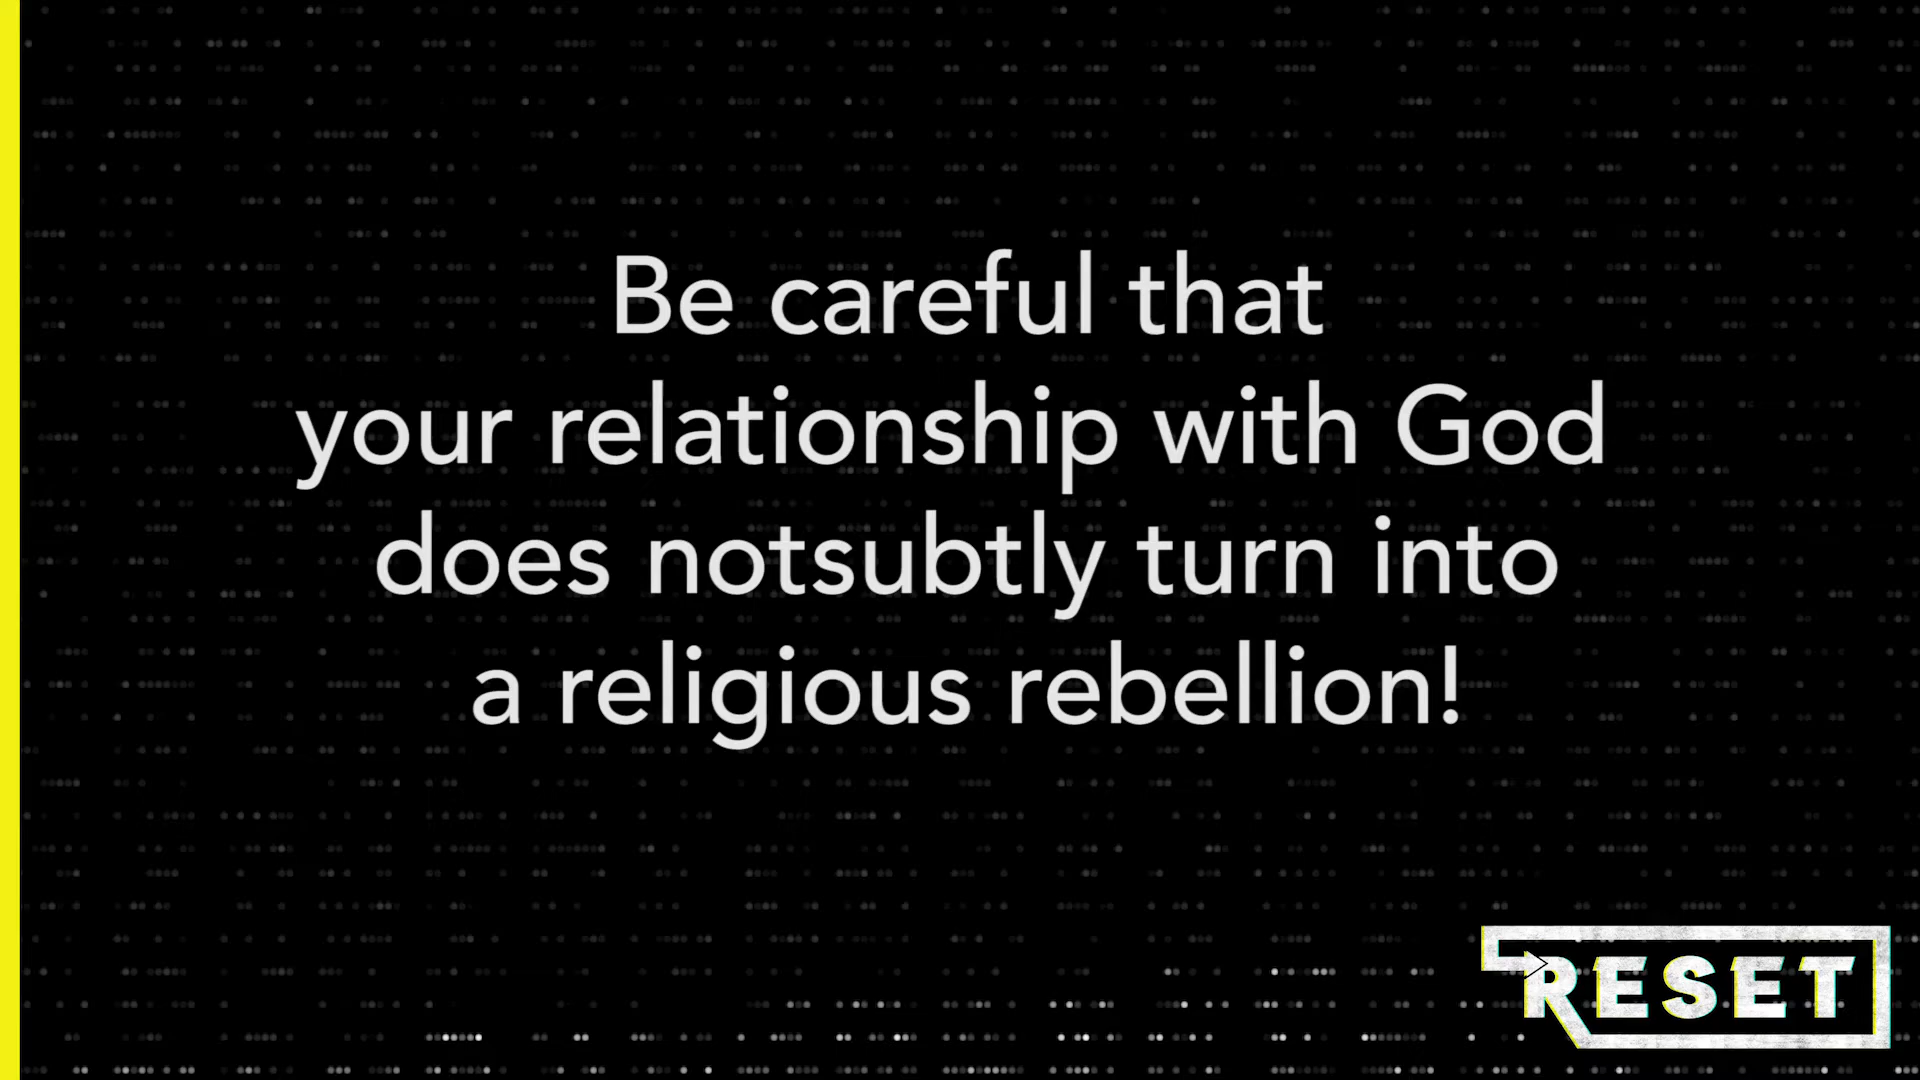 Be careful that
your relationship with God
does notsubtly turn into
a religious rebellion!
RESET